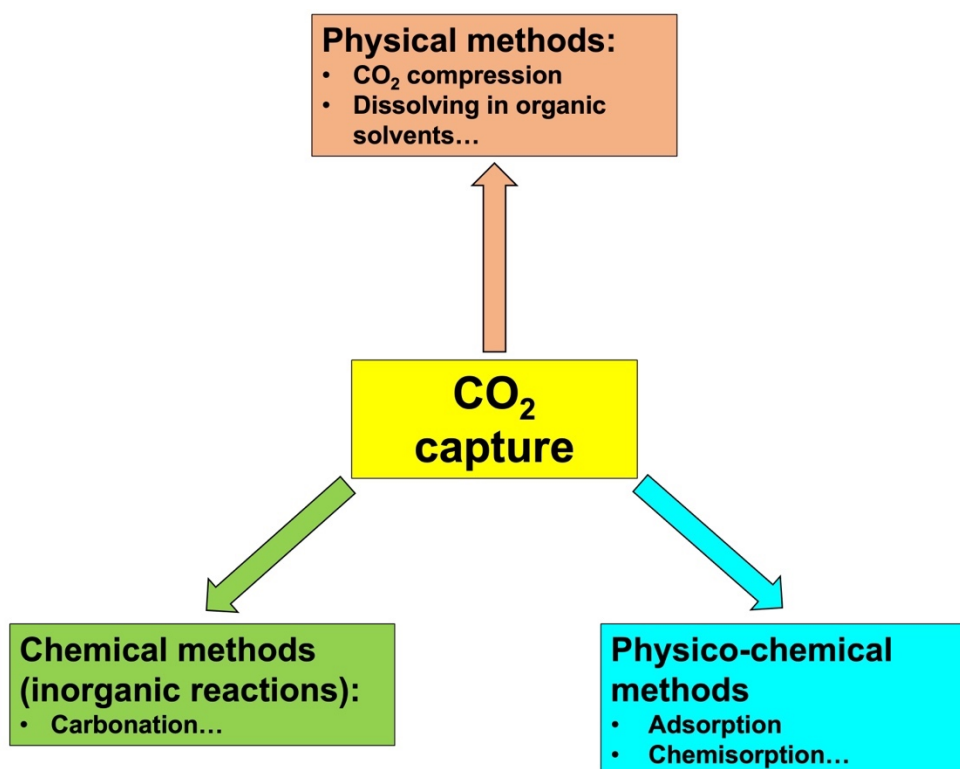 Physical methods:
• CO₂ compression
• Dissolving in organic
solvents…
CO₂
capture
Chemical methods
(inorganic reactions):
• Carbonation…
Physico-chemical
methods
• Adsorption
• Chemisorption…